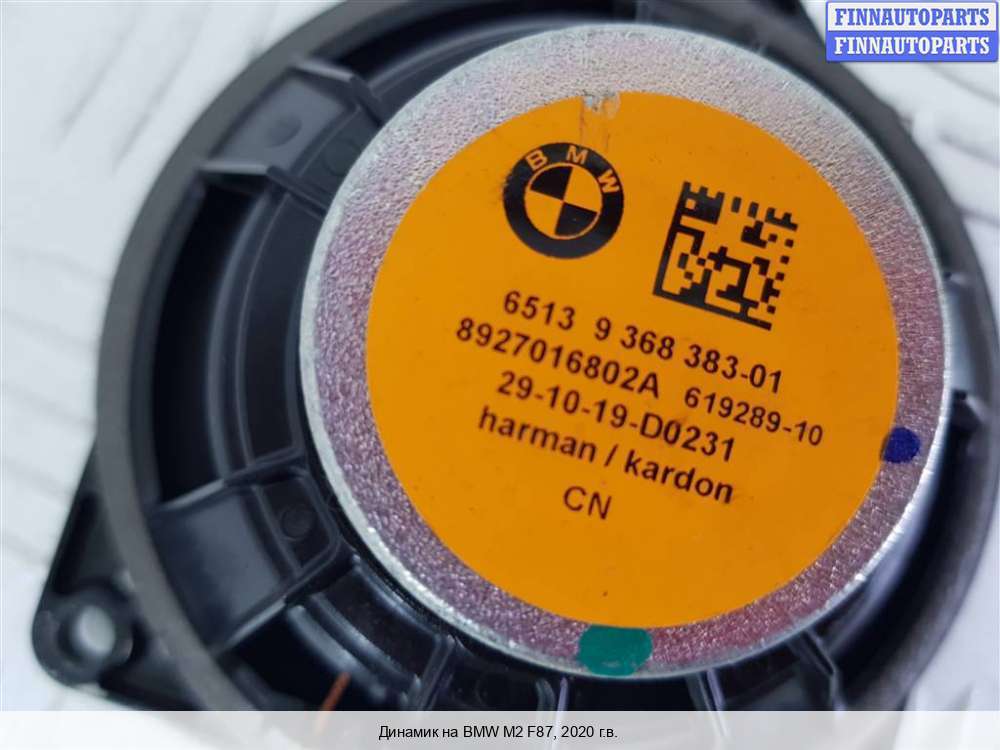 FINNAUTOPARTS
FINNAUTOPARTS
BMW
6513 9 368 383-01
8927016802A 619289-10
29-10-19-D0231
harman / kardon
CN
Динамик на BMW M2 F87, 2020 г.в.